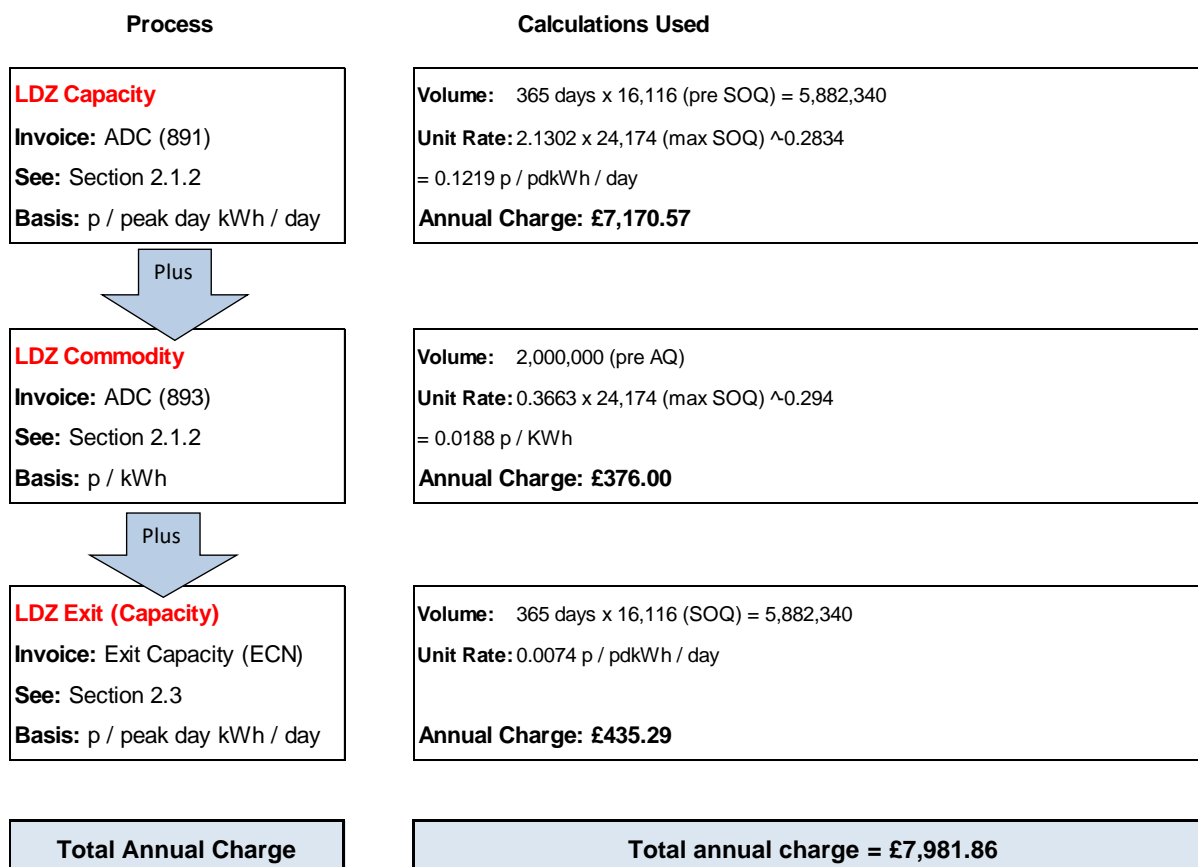 Process
Calculations Used
LDZ Capacity
Invoice: ADC (891)
See: Section 2.1.2
Basis: p / peak day kWh / day
Volume: 365 days x 16,116 (pre SOQ) = 5,882,340
Unit Rate: 2.1302 x 24,174 (max SOQ) ^-0.2834
= 0.1219 p / pdkWh / day
Annual Charge: £7,170.57
Plus
LDZ Commodity
Invoice: ADC (893)
See: Section 2.1.2
Basis: p / kWh
Volume: 2,000,000 (pre AQ)
Unit Rate: 0.3663 x 24,174 (max SOQ) ^-0.294
= 0.0188 p / KWh
Annual Charge: £376.00
Plus
LDZ Exit (Capacity)
Invoice: Exit Capacity (ECN)
See: Section 2.3
Basis: p / peak day kWh / day
Volume: 365 days x 16,116 (SOQ) = 5,882,340
Unit Rate: 0.0074 p / pdkWh / day
Annual Charge: £435.29
Total Annual Charge
Total annual charge = £7,981.86